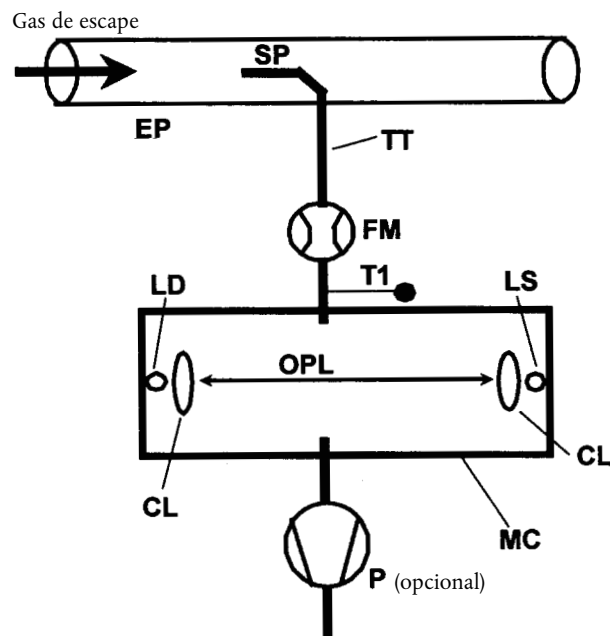 Gas de escape
SP
EP
TT
FM
T1
LD
LS
OPL
CL
CL
MC
P (opcional)